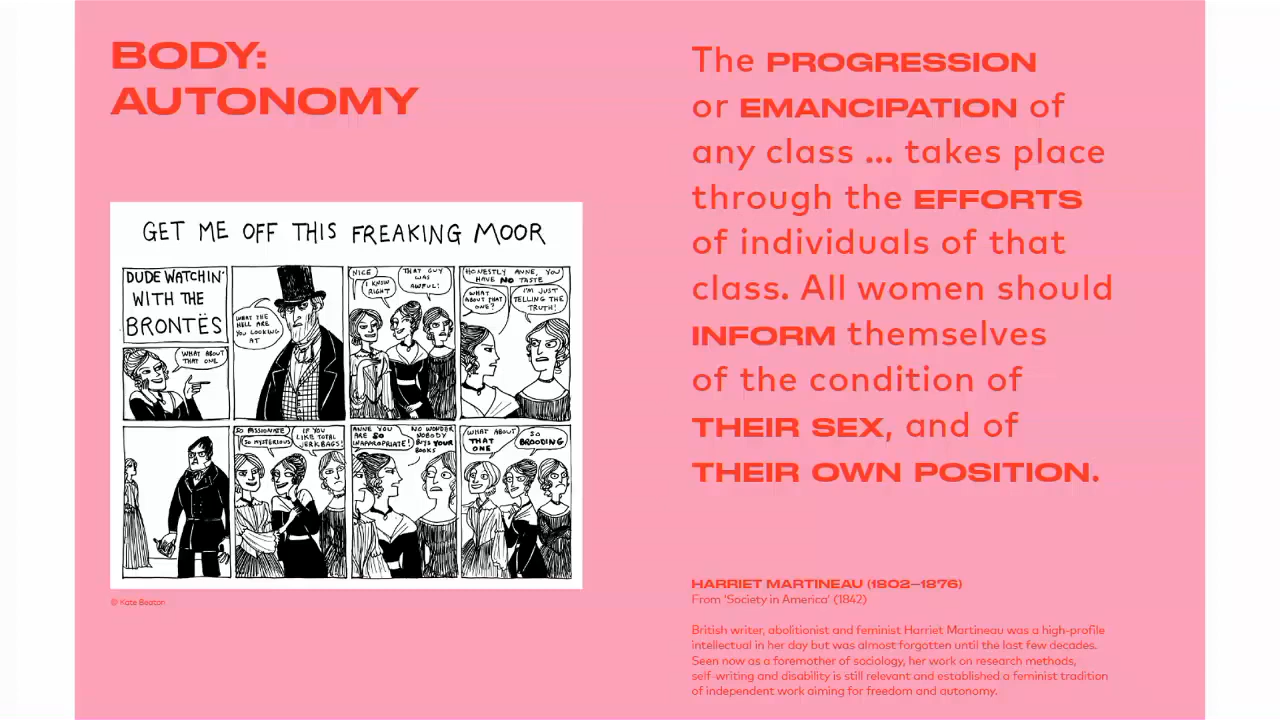 BODY:
AUTONOMY
GET ME OFF THIS FREAKING MOOR
DUDE WATCHIN'
WITH THE
BRONTËS
WHAT ABOUT
THAT ONE
WHAT THE
HELL ARE
YOU LOOKING
AT
NICE
I KNOW
RIGHT
THAT GUY
WAS
AWFUL!
HONESTLY ANNE, YOU
HAVE NO TASTE
WHAT
ABOUT THAT
ONE?
I'M JUST
TELLING THE
TRUTH!
SO PASSIONATE
SO MYSTERIOUS
IF YOU
LIKE TOTAL
JERKBAGS!
ANNE YOU
ARE SO
INAPPROPRIATE!
NO WONDER
NOBODY
BUYS YOUR
BOOKS
WHAT ABOUT
THAT
ONE
SO
BROODING
© Kate Beaton
The PROGRESSION
or EMANCIPATION of
any class ... takes place
through the EFFORTS
of individuals of that
class. All women should
INFORM themselves
of the condition of
THEIR SEX, and of
THEIR OWN POSITION.
HARRIET MARTINEAU (1802–1876)
From 'Society in America' (1842)
British writer, abolitionist and feminist Harriet Martineau was a high-profile
intellectual in her day but was almost forgotten until the last few decades.
Seen now as a foremother of sociology, her work on research methods,
self-writing and disability is still relevant and established a feminist tradition
of independent work aiming for freedom and autonomy.